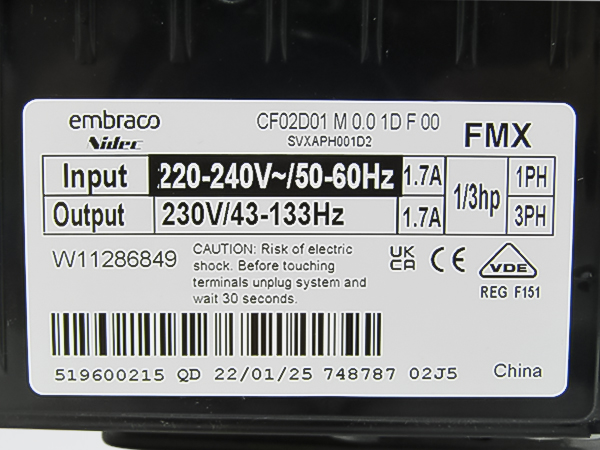 embraco
Nidec
CF02D01 M 0.0 1D F 00
SVXAPH001D2
FMX
Input 220-240V~/50-60Hz 1.7A 1/3hp 1PH
Output 230V/43-133Hz 1.7A 3PH
W11286849
CAUTION: Risk of electric
shock. Before touching
terminals unplug system and
wait 30 seconds.
UK
CA
CE
VDE
REG F151
519600215 QD 22/01/25 748787 02J5
China